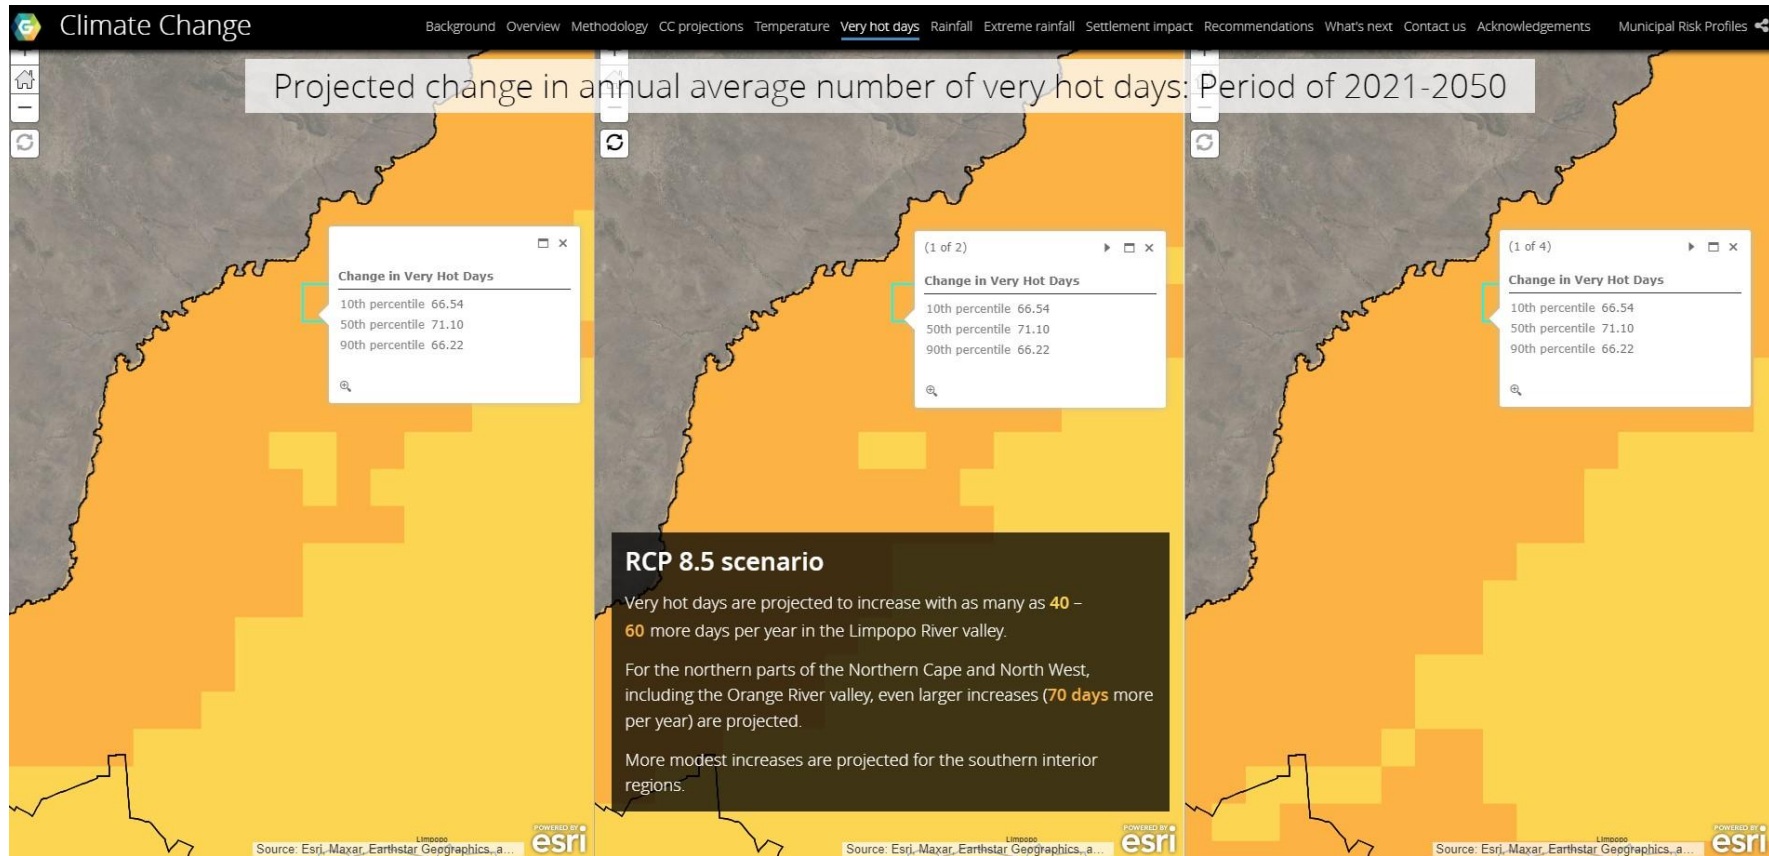 Climate Change
Background Overview Methodology CC projections Temperature Very hot days Rainfall Extreme rainfall Settlement impact Recommendations What's next Contact us Acknowledgements Municipal Risk Profiles
Projected change in annual average number of very hot days: Period of 2021-2050
Change in Very Hot Days
10th percentile 66.54
50th percentile 71.10
90th percentile 66.22
(1 of 2)
Change in Very Hot Days
10th percentile 66.54
50th percentile 71.10
90th percentile 66.22
(1 of 4)
Change in Very Hot Days
10th percentile 66.54
50th percentile 71.10
90th percentile 66.22
RCP 8.5 scenario
Very hot days are projected to increase with as many as 40 –
60 more days per year in the Limpopo River valley.
For the northern parts of the Northern Cape and North West,
including the Orange River valley, even larger increases (70 days more
per year) are projected.
More modest increases are projected for the southern interior
regions.
Limpopo
Source: Esri, Maxar, Earthstar Geographics, a...
POWERED BY
esri
Limpopo
Source: Esri, Maxar, Earthstar Geographics, a...
POWERED BY
esri
Limpopo
Source: Esri, Maxar, Earthstar Geographics, a...
POWERED BY
esri